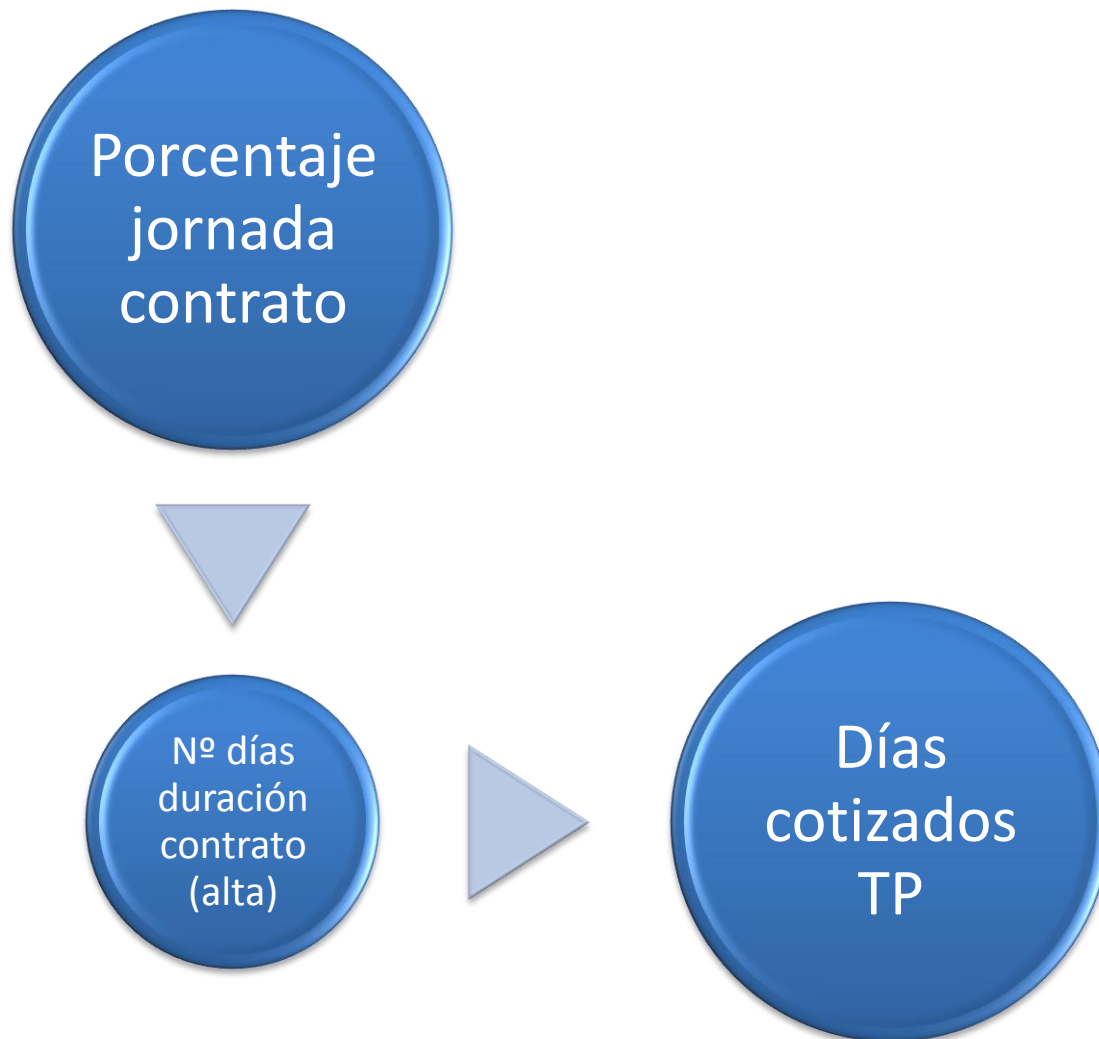 Porcentaje
jornada
contrato
Nº días
duración
contrato
(alta)
Días
cotizados
TP